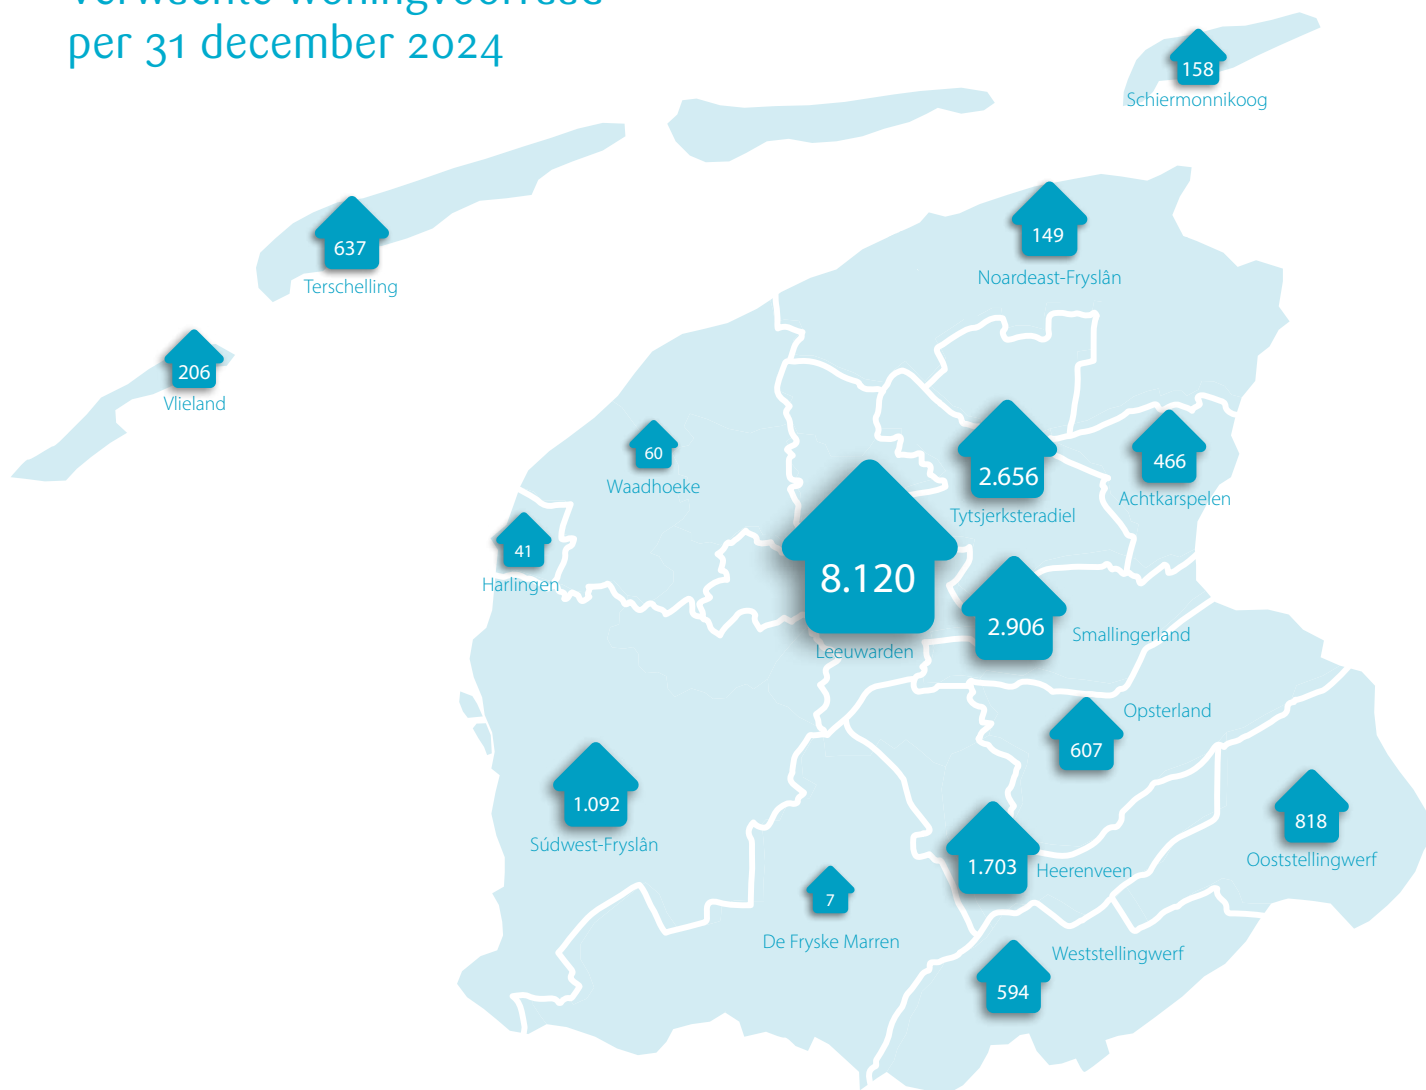 Verwachte woningvoorraad
per 31 december 2024
158
Schiermonnikoog
637
Terschelling
149
Noardeast-Fryslân
206
Vlieland
60
Waadhoeke
2.656
Tytsjerksteradiel
466
Achtkarspelen
41
Harlingen
8.120
Leeuwarden
2.906
Smallingerland
Opsterland
607
1.092
Súdwest-Fryslân
818
Ooststellingwerf
1.703
Heerenveen
7
De Fryske Marren
Weststellingwerf
594